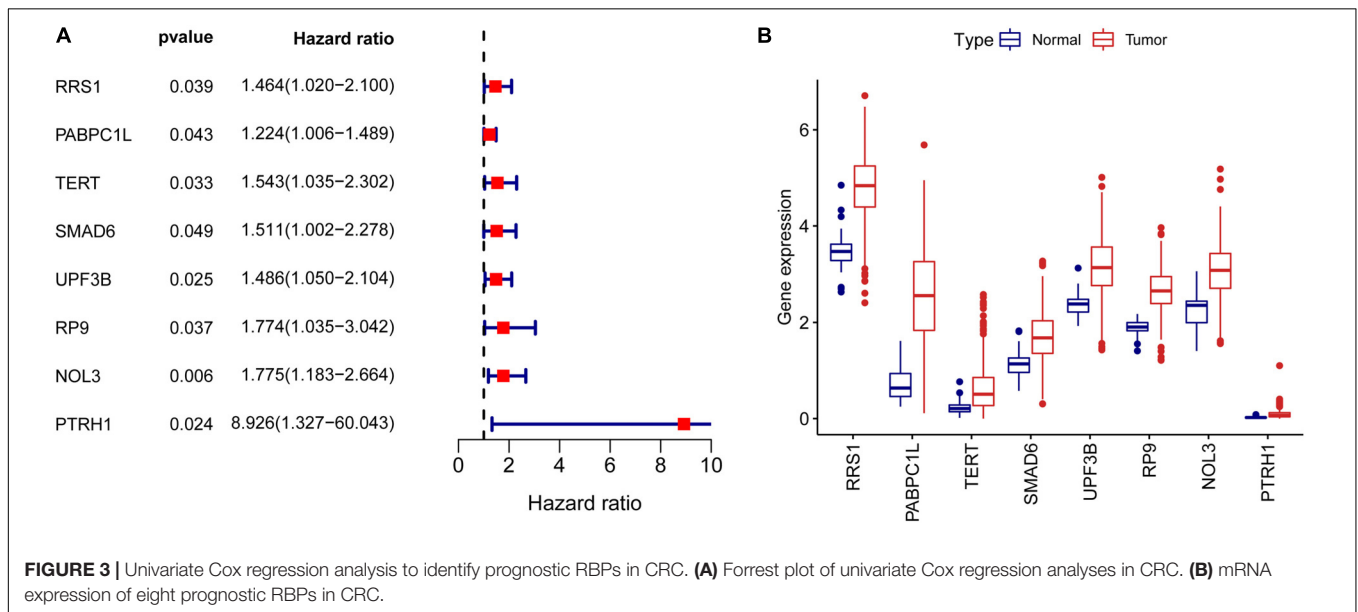 A
pvalue
Hazard ratio
RRS1 0.039 1.464(1.020−2.100)
PABPC1L 0.043 1.224(1.006−1.489)
TERT 0.033 1.543(1.035−2.302)
SMAD6 0.049 1.511(1.002−2.278)
UPF3B 0.025 1.486(1.050−2.104)
RP9 0.037 1.774(1.035−3.042)
NOL3 0.006 1.775(1.183−2.664)
PTRH1 0.024 8.926(1.327−60.043)
0 2 4 6 8 10
Hazard ratio
B
Type Normal Tumor
Gene expression
6
4
2
0
RRS1
PABPC1L
TERT
SMAD6
UPF3B
RP9
NOL3
PTRH1
FIGURE 3 | Univariate Cox regression analysis to identify prognostic RBPs in CRC. (A) Forrest plot of univariate Cox regression analyses in CRC. (B) mRNA
expression of eight prognostic RBPs in CRC.